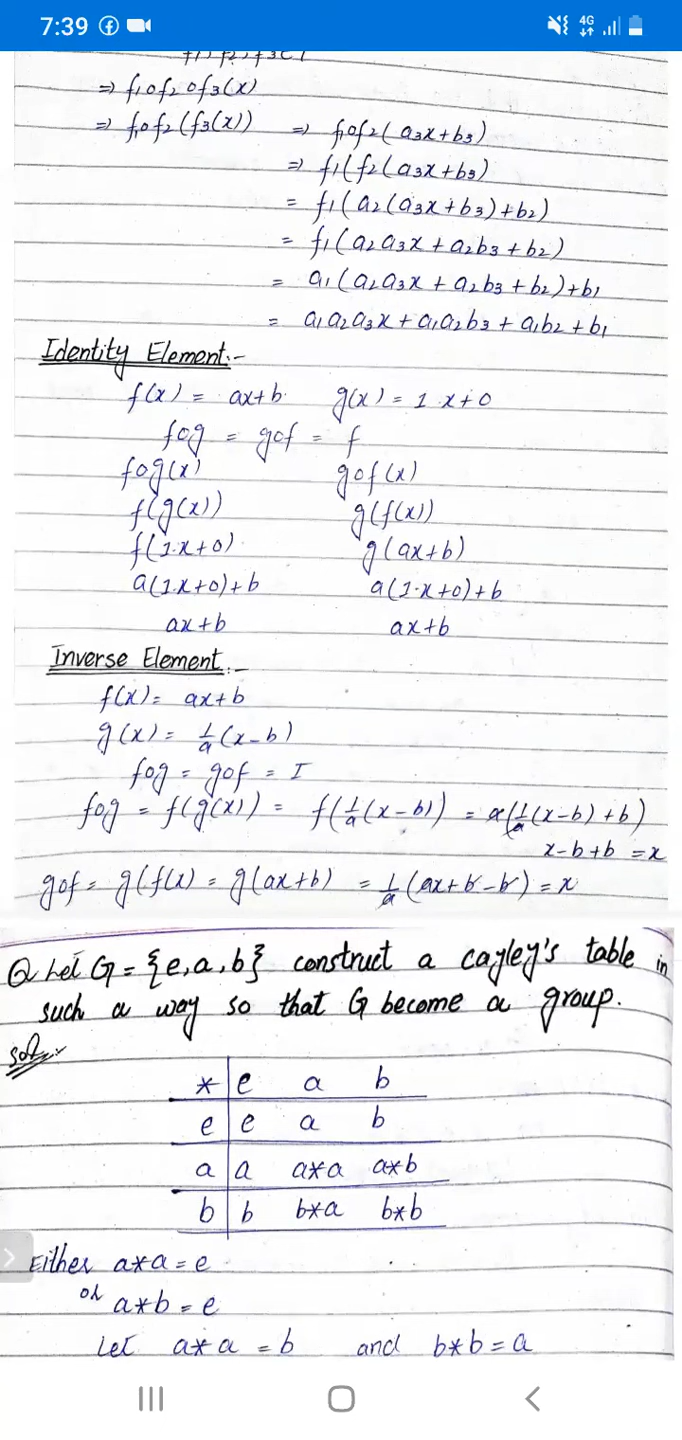 7:39
4G
f1, f2, f3 ( )
⇒ f1of2of3(x)
⇒ f1of2(f3(x)) ⇒ f1of2(a3x+b3)
⇒ f1(f2(a3x+b3)
= f1(a2(a3x+b3)+b2)
= f1(a2a3x + a2b3 + b2)
= a1(a2a3x + a2b3 + b2)+b1
= a1a2a3x + a1a2b3 + a1b2 + b1
Identity Element:-
f(x) = ax+b g(x) = 1·x+0
fog = gof = f
fog(x) gof(x)
f(g(x)) g(f(x))
f(1·x+0) g(ax+b)
a(1·x+0)+b a(1·x+0)+b
ax+b ax+b
Inverse Element:-
f(x) = ax+b
g(x) = 1/a(x-b)
fog = gof = I
fog = f(g(x)) = f(1/a(x-b)) = a(1/a(x-b)+b)
x-b+b = x
gof = g(f(x) = g(ax+b) = 1/a(ax+b-b) = x
Q Let G = {e,a,b} construct a cayley's table in
such a way so that G become a group.
Sol:-
* e a b
e e a b
a a a*a a*b
b b b*a b*b
Either a*a = e
or a*b = e
Let a*a = b and b*b = a